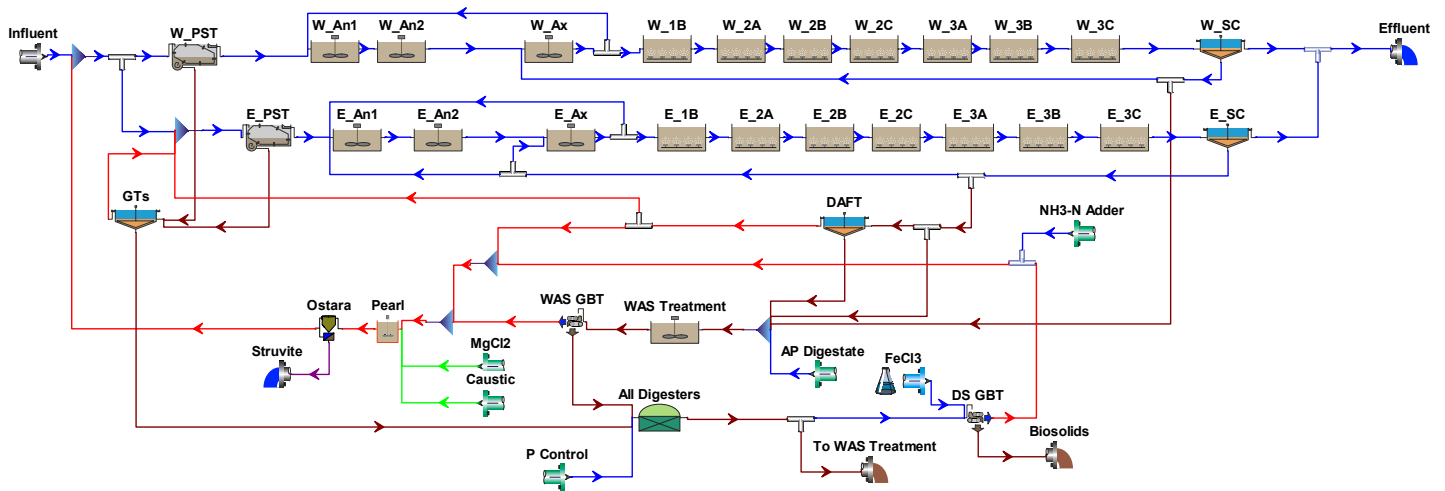 Influent
W_PST
W_An1
W_An2
W_Ax
W_1B
W_2A
W_2B
W_2C
W_3A
W_3B
W_3C
W_SC
Effluent
E_PST
E_An1
E_An2
E_Ax
E_1B
E_2A
E_2B
E_2C
E_3A
E_3B
E_3C
E_SC
GTs
DAFT
NH3-N Adder
Ostara
Pearl
WAS GBT
WAS Treatment
Struvite
MgCl2
Caustic
AP Digestate
FeCl3
All Digesters
DS GBT
P Control
To WAS Treatment
Biosolids